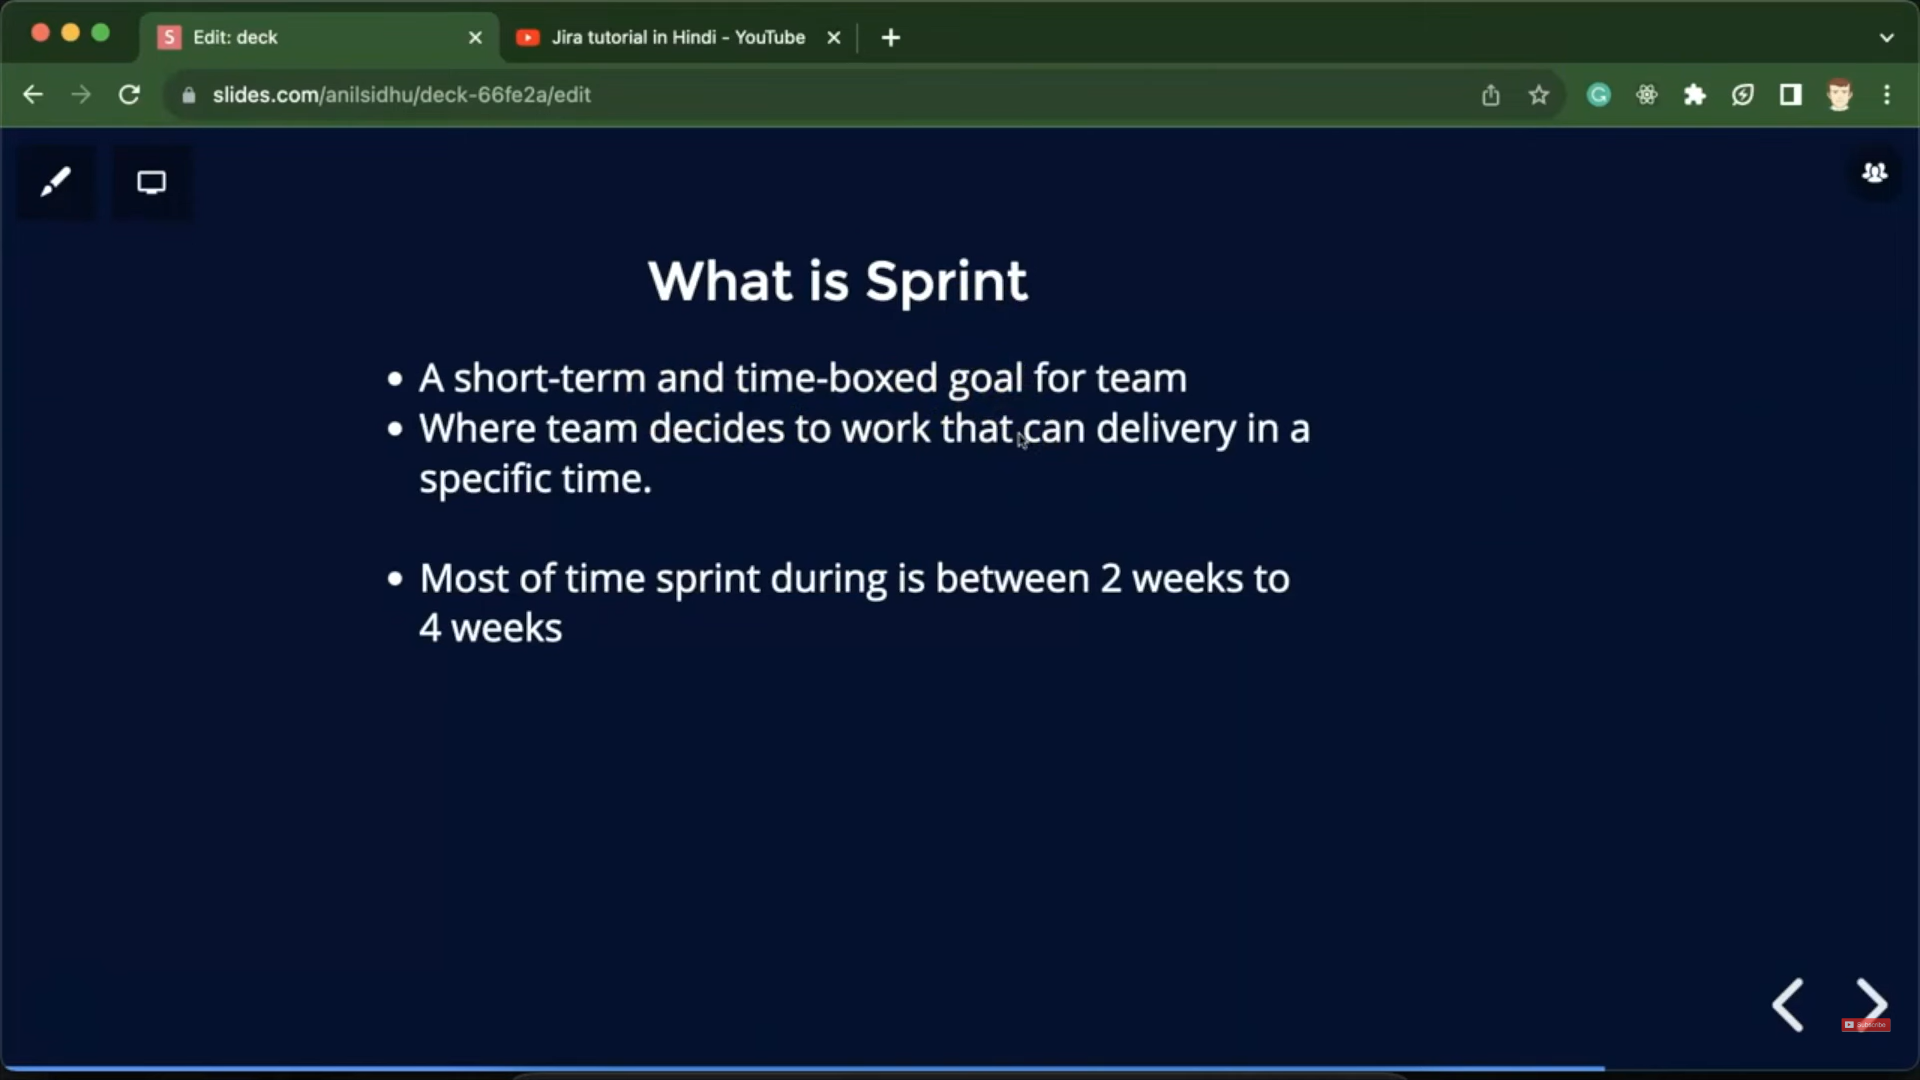 S Edit: deck
Jira tutorial in Hindi - YouTube
slides.com/anilsidhu/deck-66fe2a/edit
What is Sprint
• A short-term and time-boxed goal for team
• Where team decides to work that can delivery in a
specific time.
• Most of time sprint during is between 2 weeks to
4 weeks
Subscribe